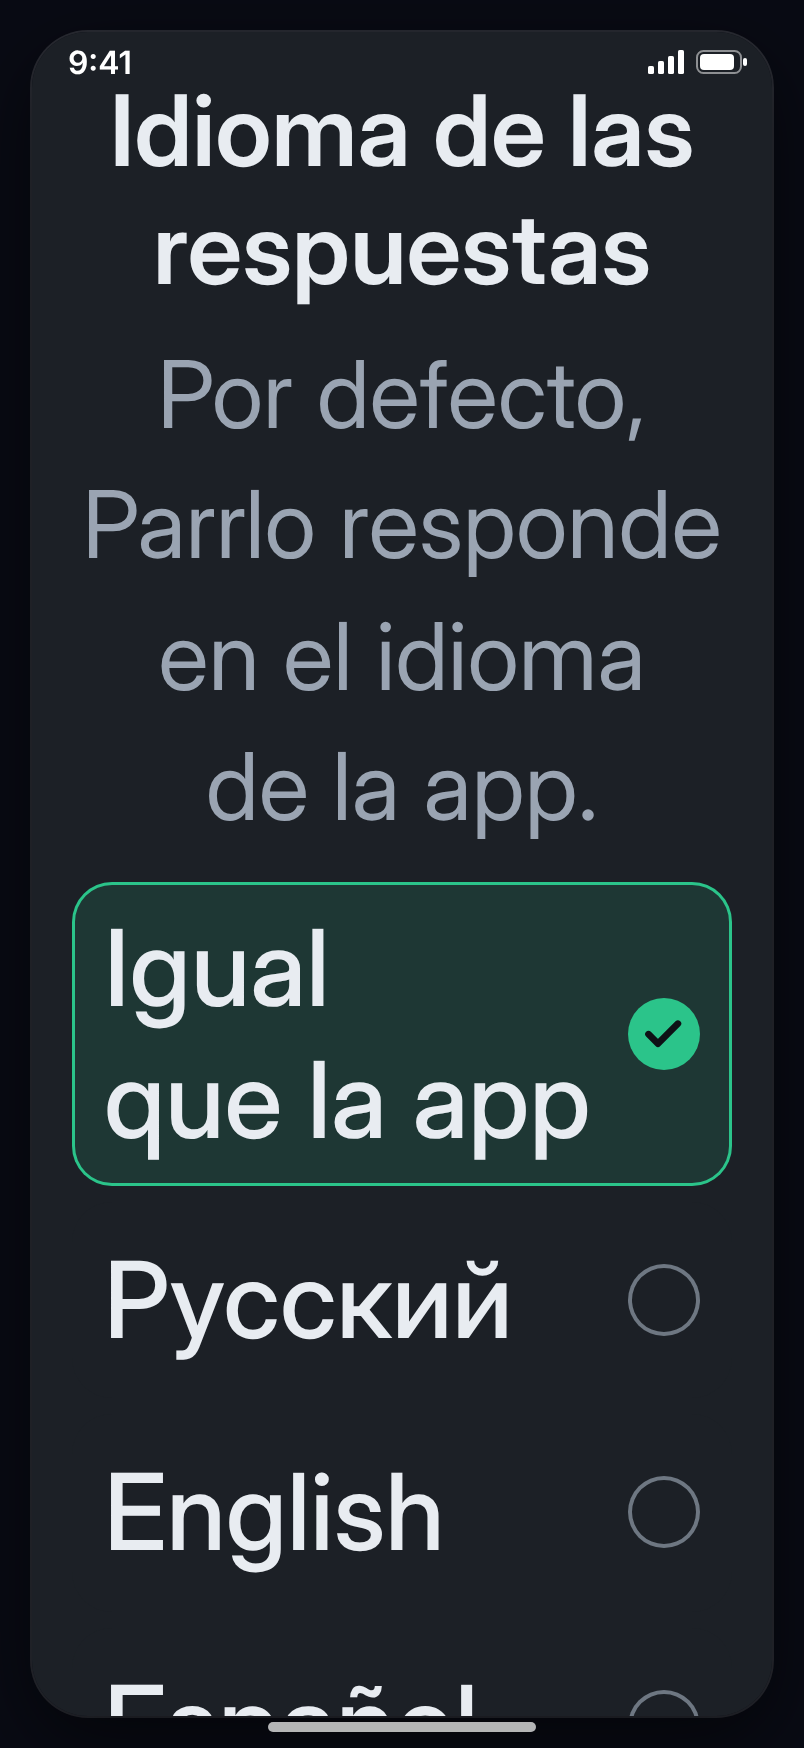 9:41
Idioma de las
respuestas
Por defecto,
Parrlo responde
en el idioma
de la app.
Igual
que la app
Русский
English
Español